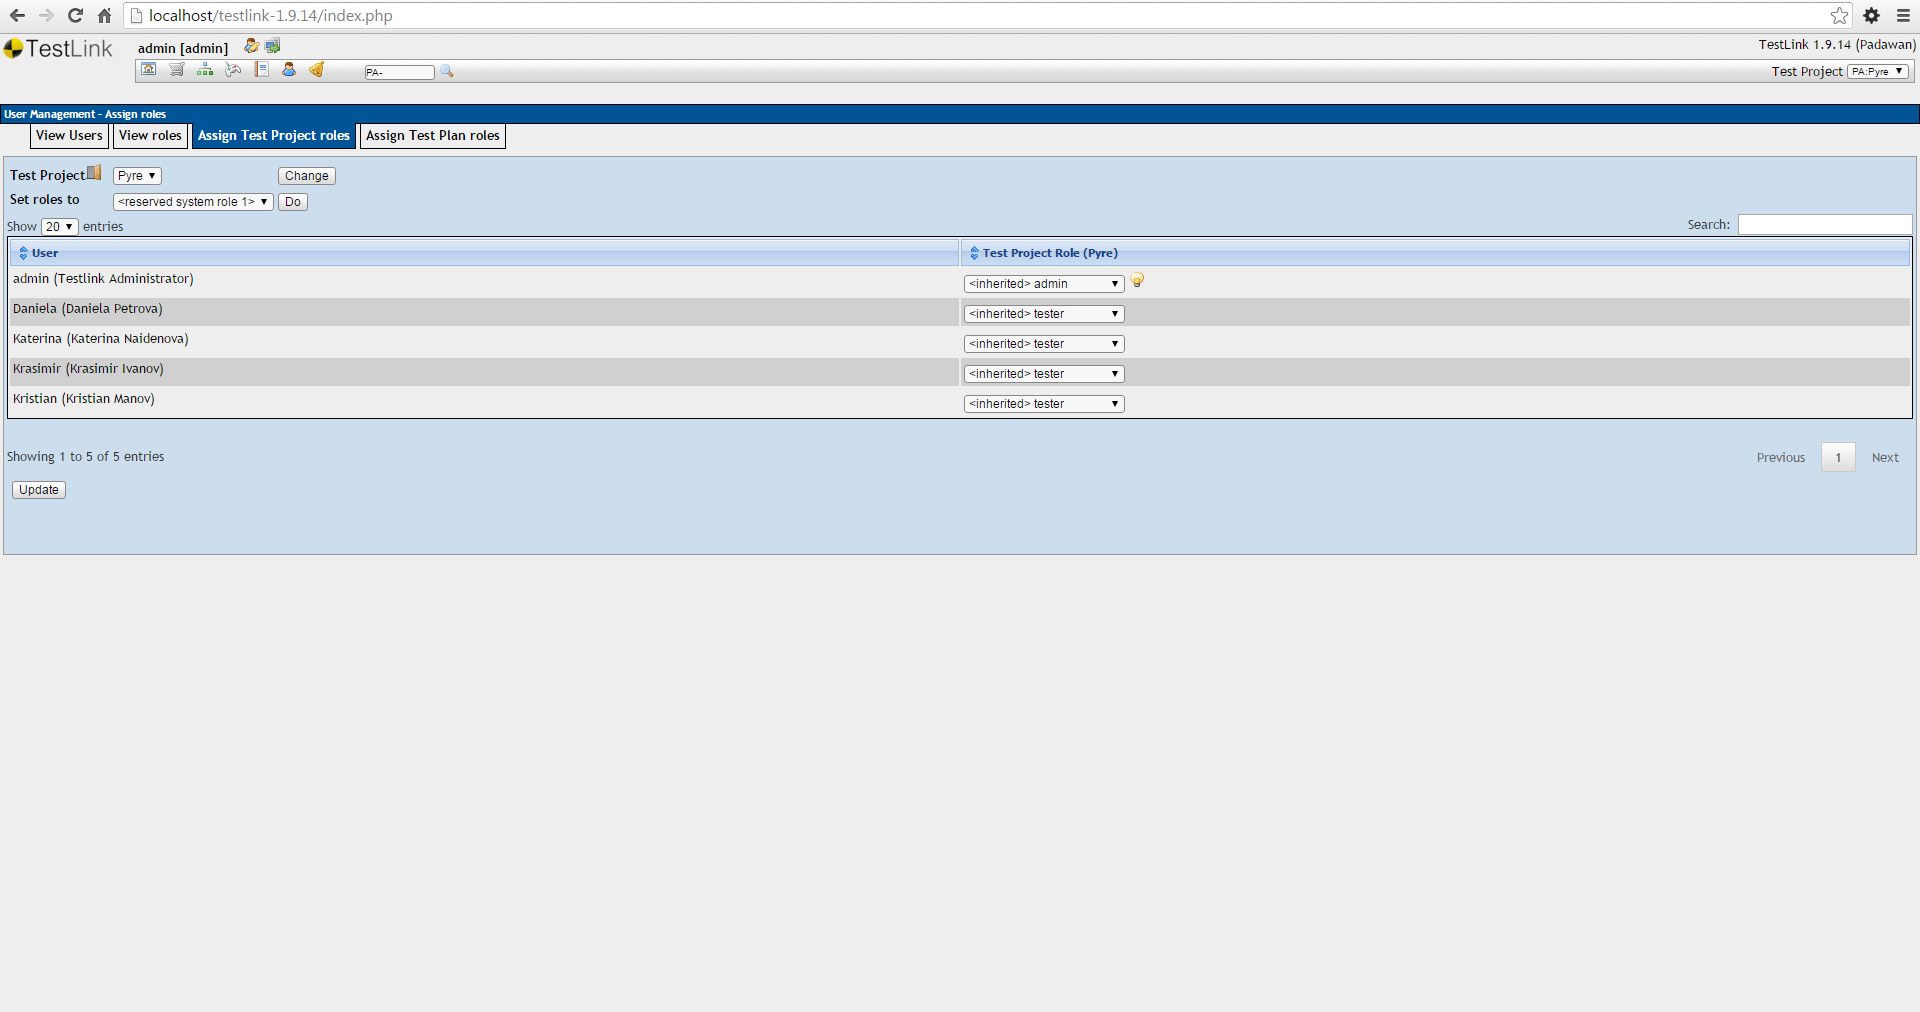 localhost/testlink-1.9.14/index.php
TestLink
admin [admin]
TestLink 1.9.14 (Padawan)
PA-
Test Project PA:Pyre
User Management - Assign roles
View Users View roles Assign Test Project roles Assign Test Plan roles
Test Project Pyre Change
Set roles to <reserved system role 1> Do
Show 20 entries
Search:
User Test Project Role (Pyre)
admin (Testlink Administrator) <inherited> admin
Daniela (Daniela Petrova) <inherited> tester
Katerina (Katerina Naidenova) <inherited> tester
Krasimir (Krasimir Ivanov) <inherited> tester
Kristian (Kristian Manov) <inherited> tester
Showing 1 to 5 of 5 entries
Previous 1 Next
Update